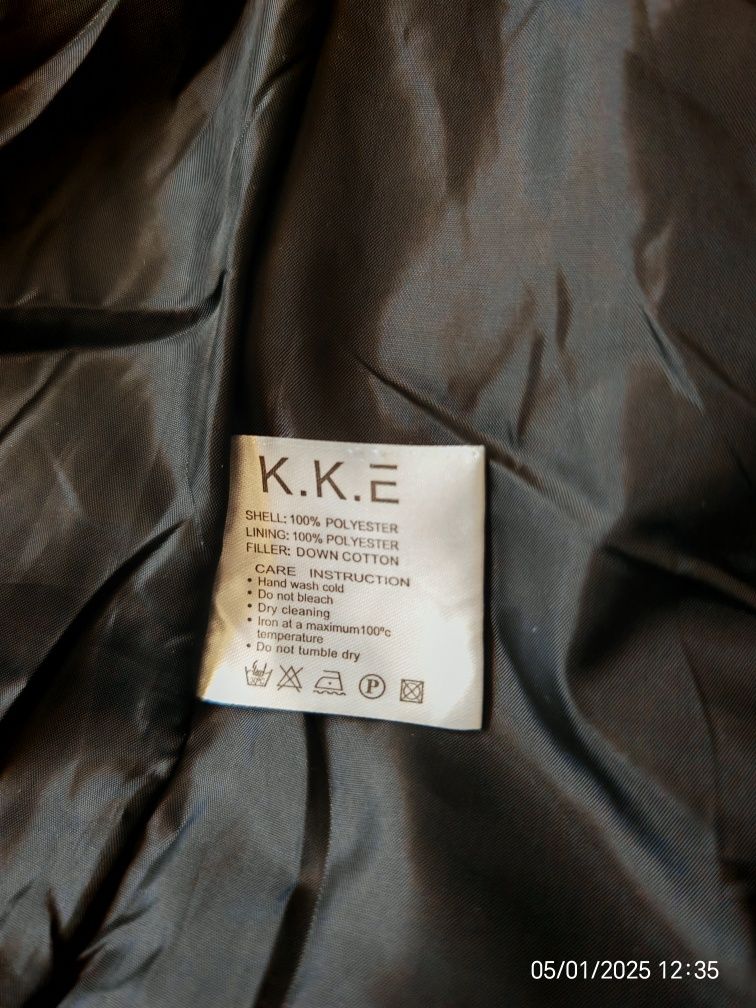 K.K.E
SHELL: 100% POLYESTER
LINING: 100% POLYESTER
FILLER: DOWN COTTON
CARE INSTRUCTION
• Hand wash cold
• Do not bleach
• Dry cleaning
• Iron at a maximum100ºc
temperature
• Do not tumble dry
P
05/01/2025 12:35